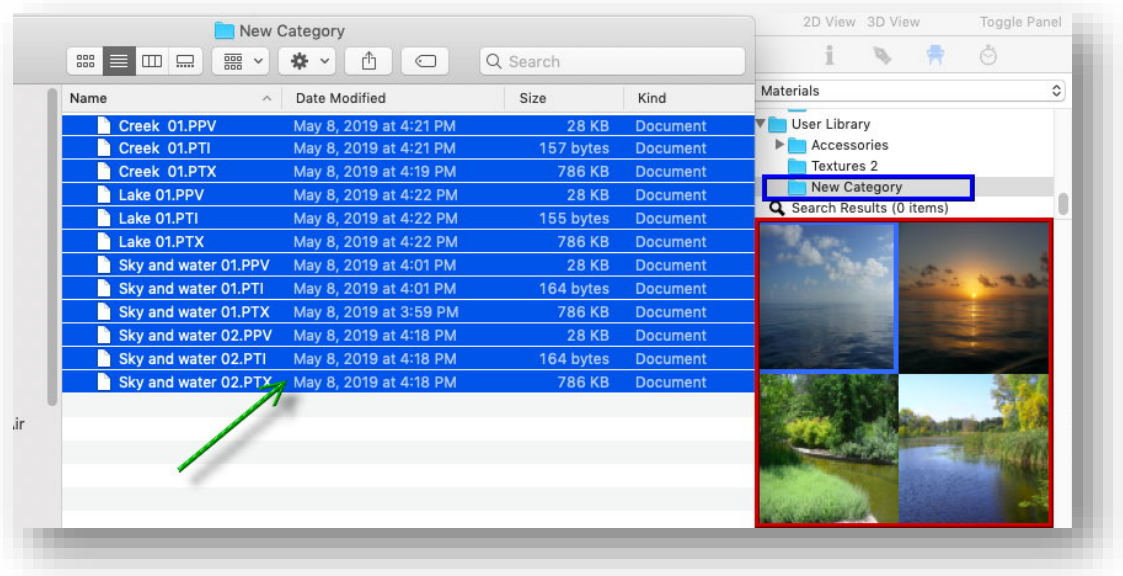 New Category
Search
Name Date Modified Size Kind
Creek 01.PPV May 8, 2019 at 4:21 PM 28 KB Document
Creek 01.PTI May 8, 2019 at 4:21 PM 157 bytes Document
Creek 01.PTX May 8, 2019 at 4:19 PM 786 KB Document
Lake 01.PPV May 8, 2019 at 4:22 PM 28 KB Document
Lake 01.PTI May 8, 2019 at 4:22 PM 155 bytes Document
Lake 01.PTX May 8, 2019 at 4:22 PM 786 KB Document
Sky and water 01.PPV May 8, 2019 at 4:01 PM 28 KB Document
Sky and water 01.PTI May 8, 2019 at 4:01 PM 164 bytes Document
Sky and water 01.PTX May 8, 2019 at 3:59 PM 786 KB Document
Sky and water 02.PPV May 8, 2019 at 4:18 PM 28 KB Document
Sky and water 02.PTI May 8, 2019 at 4:18 PM 164 bytes Document
Sky and water 02.PTX May 8, 2019 at 4:18 PM 786 KB Document
ir
2D View 3D View Toggle Panel
Materials
User Library
Accessories
Textures 2
New Category
Search Results (0 items)